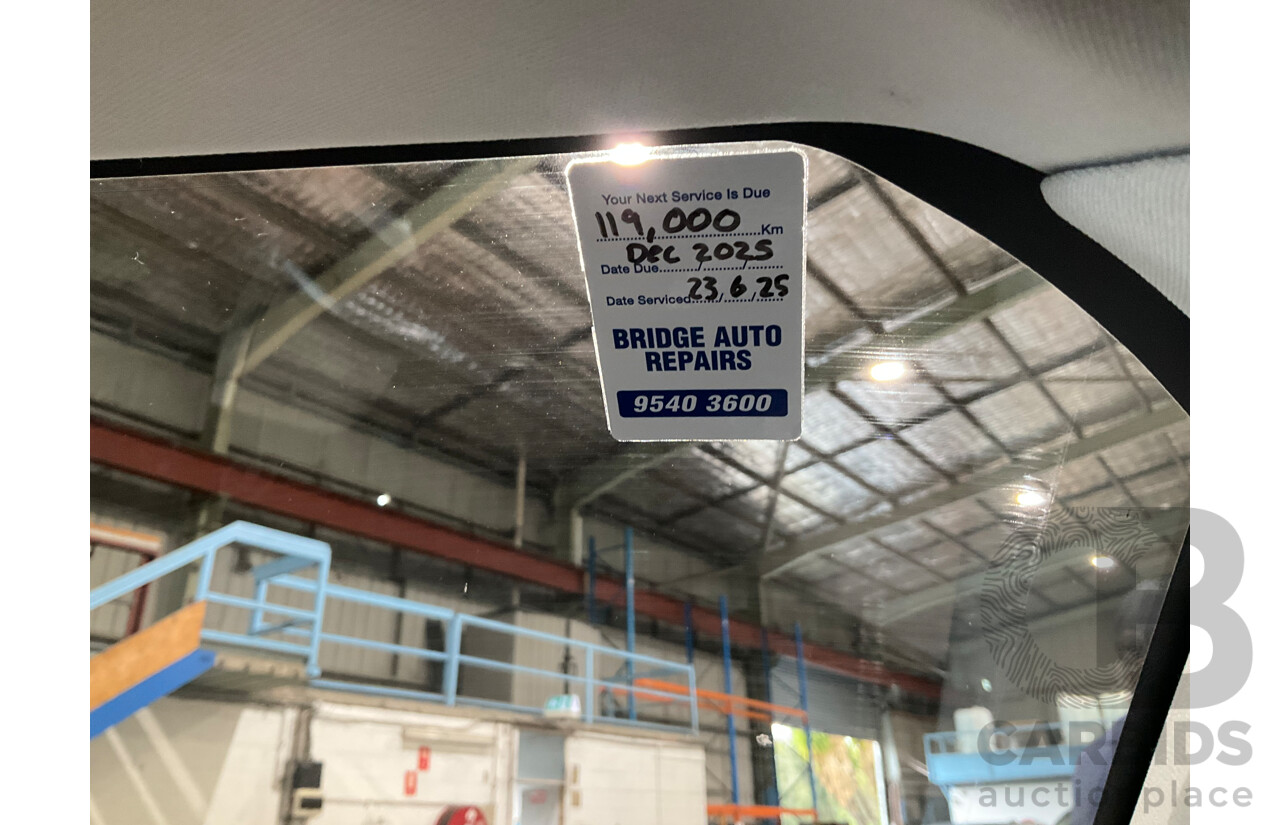 Your Next Service Is Due
119,000 Km
Dec 2025
Date Due
23,6,25
Date Serviced
BRIDGE AUTO
REPAIRS
9540 3600
CB
CARBIDS
auction place